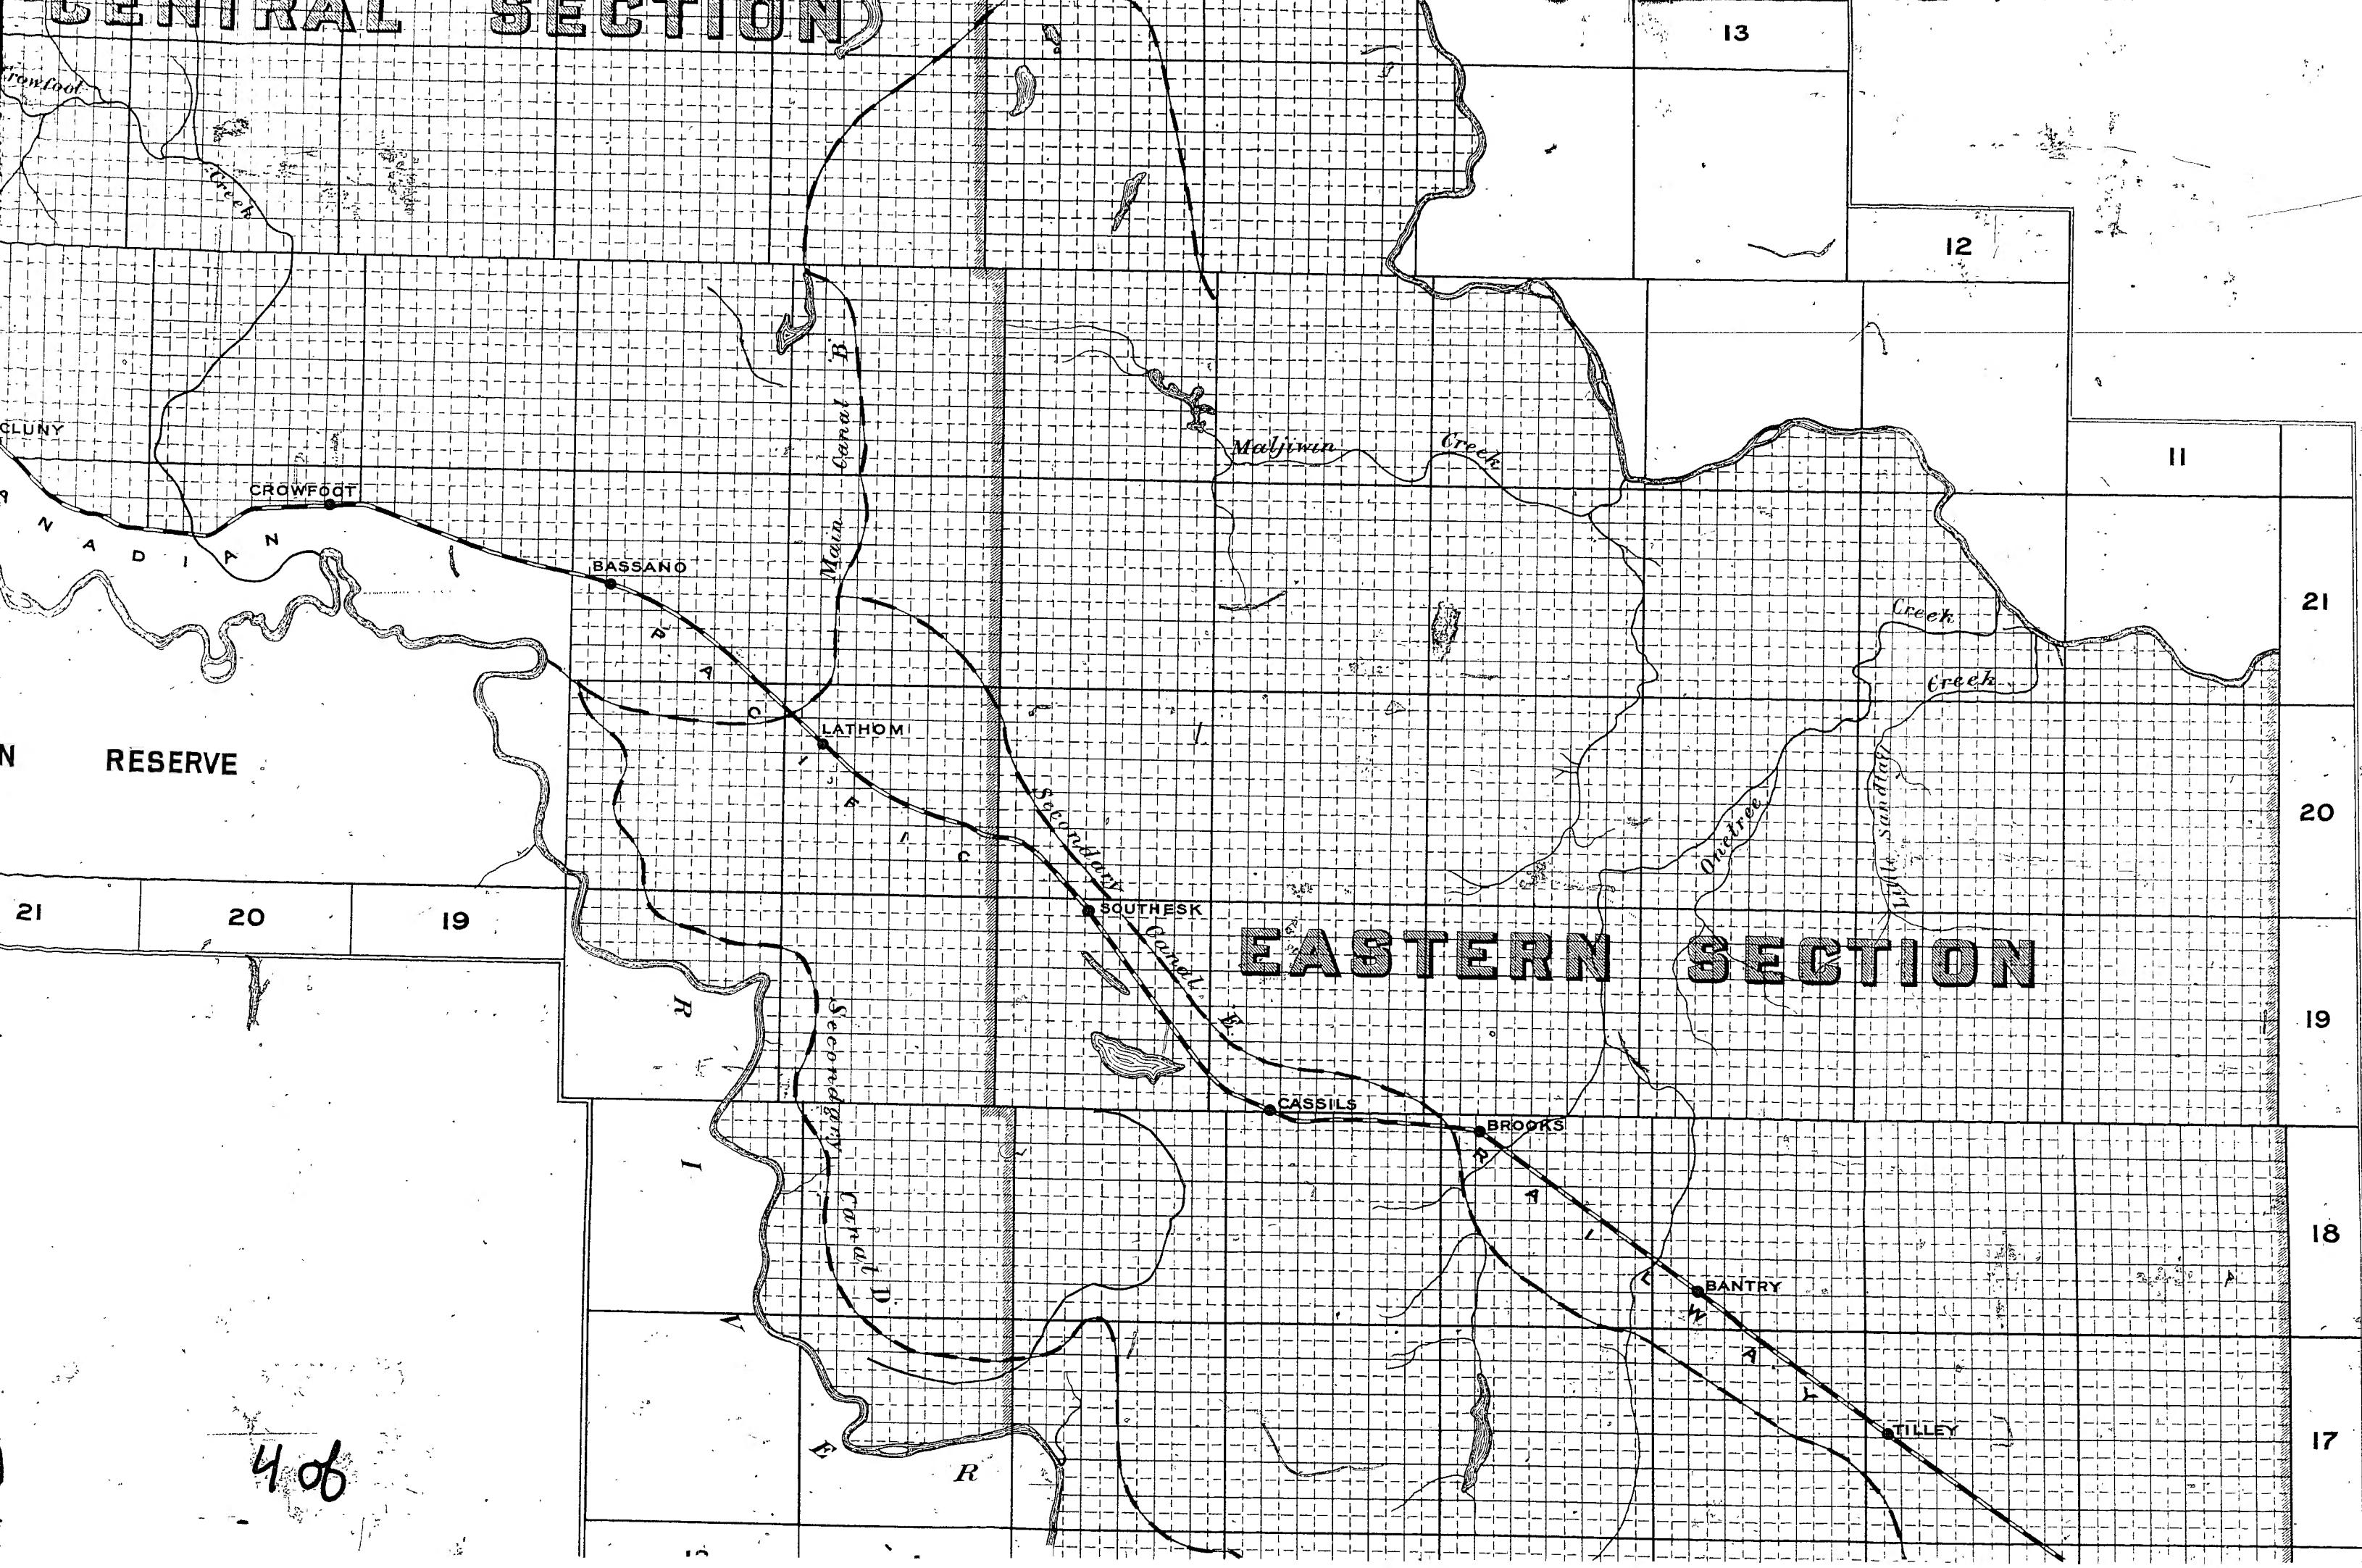 CENTRAL SECTION
13
Crowfoot
Creek
12
CLUNY
CROWFOOT
Main Canal B
Maljiwin Creek
11
CANADIAN PACIFIC RAILWAY
BASSANO
21
Creek
Creek
LATHOM
N RESERVE
Secondary Canal E
Onetree
Little Sandhill
20
21
20
19
SOUTHESK
EASTERN SECTION
19
RIVER
Secondary Canal D
CASSILS
BROOKS
18
BANTRY
TILLEY
17
4 of